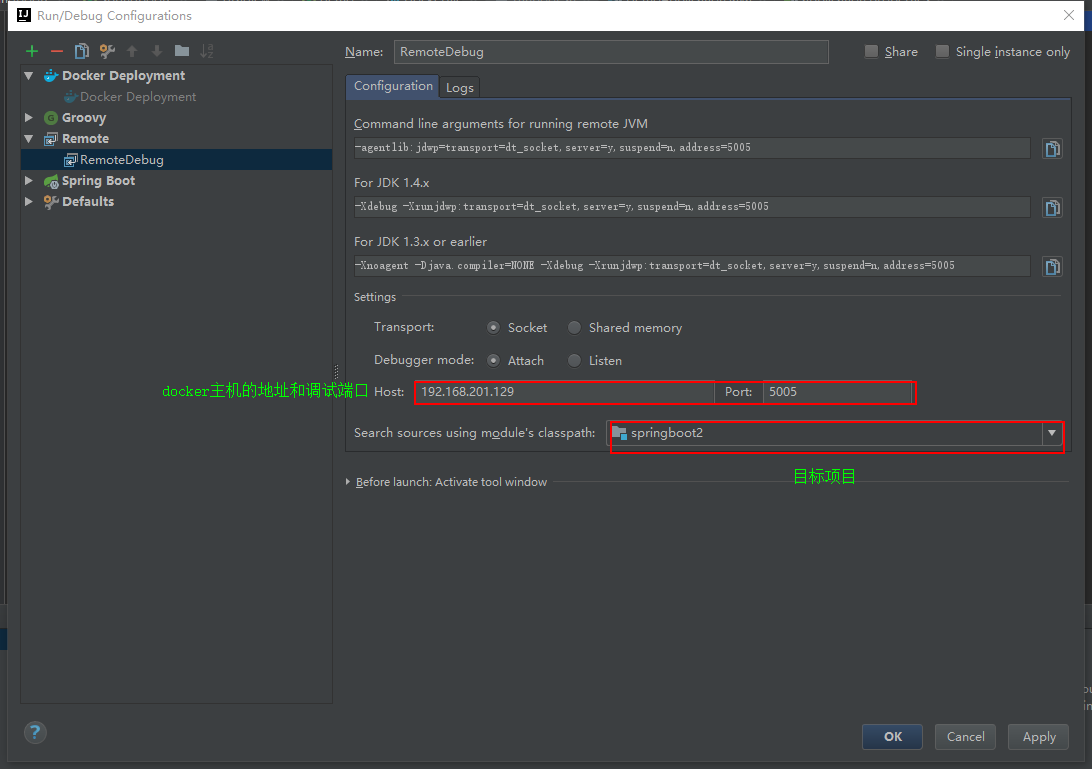 Run/Debug Configurations
Name: RemoteDebug Share Single instance only
Docker Deployment
Docker Deployment
Groovy
Remote
RemoteDebug
Spring Boot
Defaults
Configuration Logs
Command line arguments for running remote JVM
-agentlib:jdwp=transport=dt_socket,server=y,suspend=n,address=5005
For JDK 1.4.x
-Xdebug -Xrunjdwp:transport=dt_socket,server=y,suspend=n,address=5005
For JDK 1.3.x or earlier
-Xnoagent -Djava.compiler=NONE -Xdebug -Xrunjdwp:transport=dt_socket,server=y,suspend=n,address=5005
Settings
Transport: Socket Shared memory
Debugger mode: Attach Listen
docker主机的地址和调试端口 Host: 192.168.201.129 Port: 5005
Search sources using module's classpath: springboot2
目标项目
Before launch: Activate tool window
? OK Cancel Apply